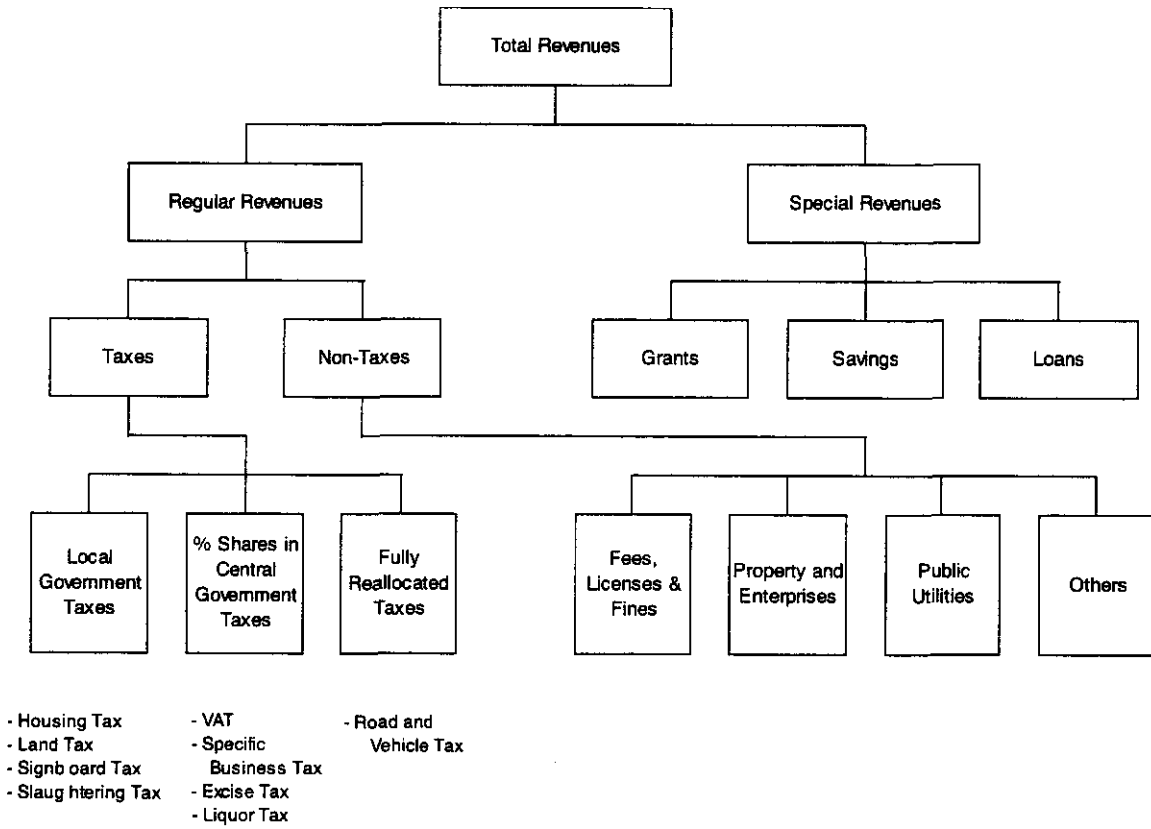 Total Revenues
Regular Revenues
Special Revenues
Taxes
Non-Taxes
Grants
Savings
Loans
Local
Government
Taxes
% Shares in
Central
Government
Taxes
Fully
Reallocated
Taxes
Fees,
Licenses &
Fines
Property and
Enterprises
Public
Utilities
Others
- Housing Tax
- Land Tax
- Signb oard Tax
- Slaug htering Tax
- VAT
- Specific
Business Tax
- Excise Tax
- Liquor Tax
- Road and
Vehicle Tax